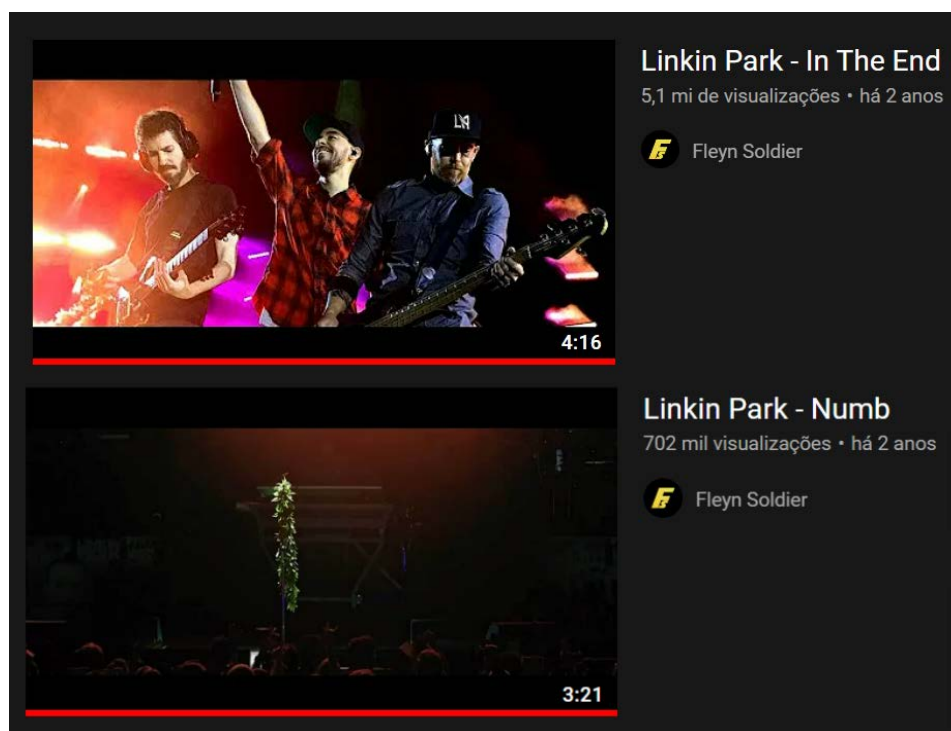 LA
4:16
Linkin Park - In The End
5,1 mi de visualizações • há 2 anos
Fleyn Soldier
3:21
Linkin Park - Numb
702 mil visualizações • há 2 anos
Fleyn Soldier